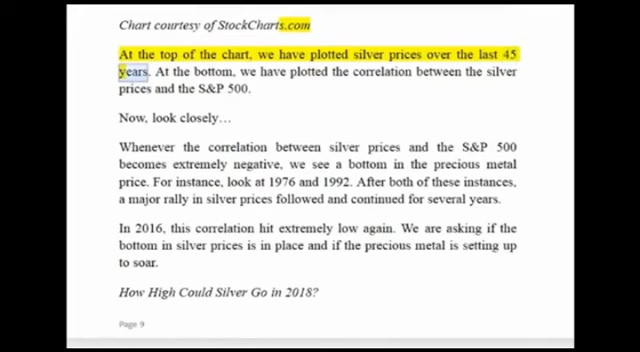 Chart courtesy of StockCharts.com
At the top of the chart, we have plotted silver prices over the last 45
years. At the bottom, we have plotted the correlation between the silver
prices and the S&P 500.
Now, look closely…
Whenever the correlation between silver prices and the S&P 500
becomes extremely negative, we see a bottom in the precious metal
price. For instance, look at 1976 and 1992. After both of these instances,
a major rally in silver prices followed and continued for several years.
In 2016, this correlation hit extremely low again. We are asking if the
bottom in silver prices is in place and if the precious metal is setting up
to soar.
How High Could Silver Go in 2018?
Page 9